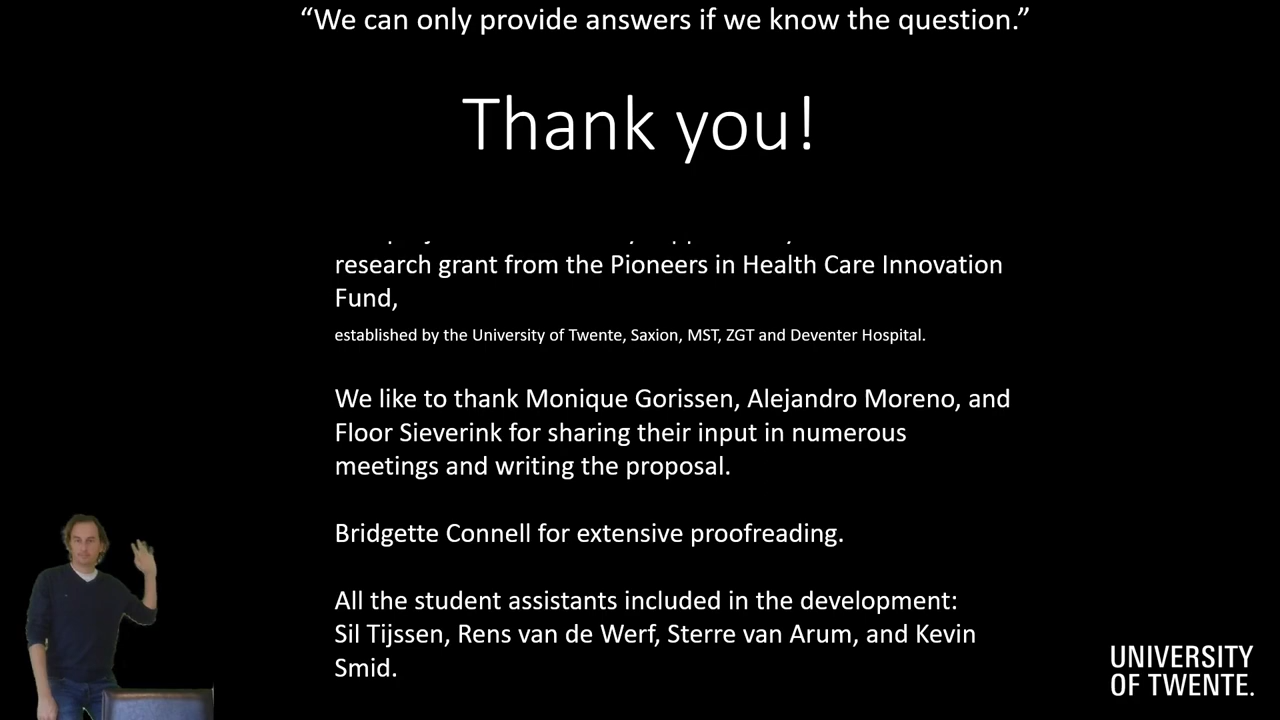 “We can only provide answers if we know the question.”
Thank you!
research grant from the Pioneers in Health Care Innovation
Fund,
established by the University of Twente, Saxion, MST, ZGT and Deventer Hospital.
We like to thank Monique Gorissen, Alejandro Moreno, and
Floor Sieverink for sharing their input in numerous
meetings and writing the proposal.
Bridgette Connell for extensive proofreading.
All the student assistants included in the development:
Sil Tijssen, Rens van de Werf, Sterre van Arum, and Kevin
Smid.
UNIVERSITY
OF TWENTE.